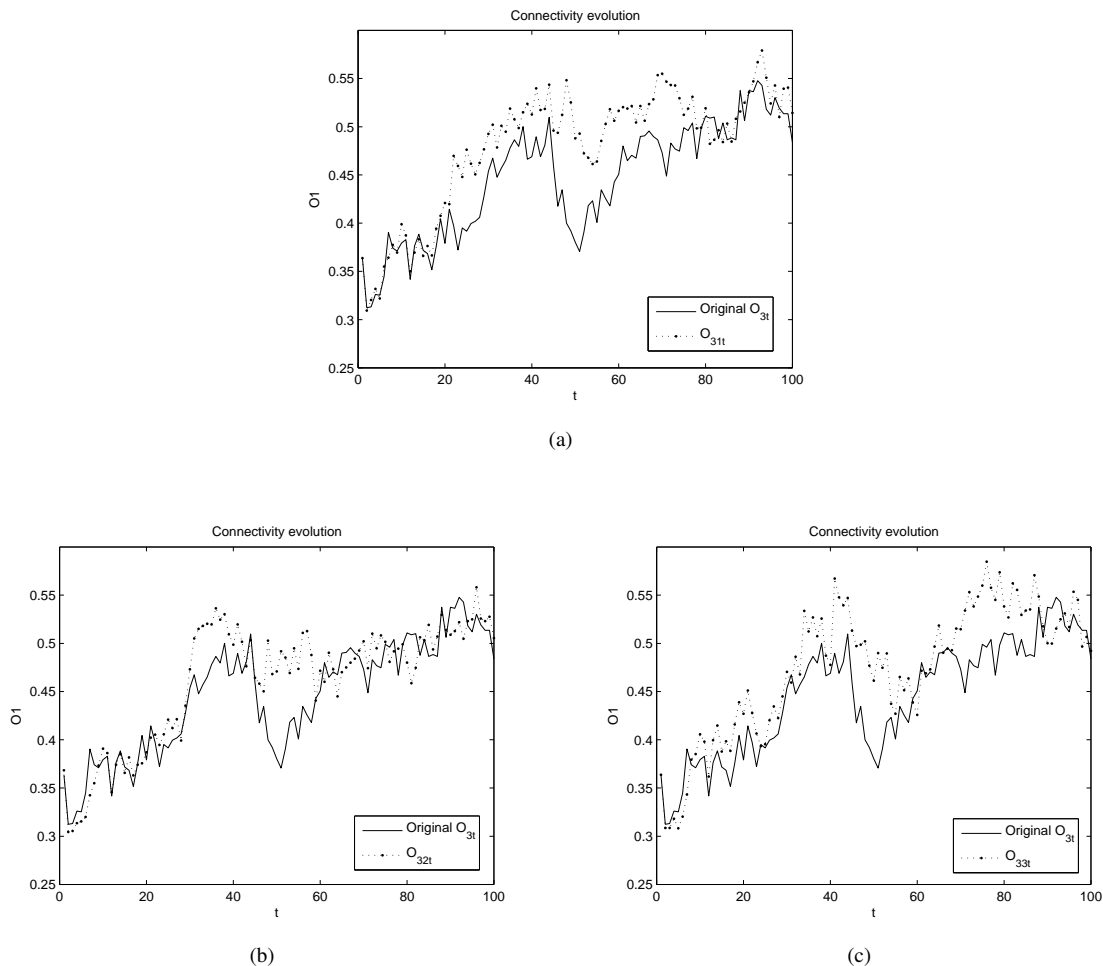 Connectivity evolution
O1
0.55
0.5
0.45
0.4
0.35
0.3
0.25
0 20 40 60 80 100
t
Original O3t
O31t
(a)
Connectivity evolution
O1
0.55
0.5
0.45
0.4
0.35
0.3
0.25
0 20 40 60 80 100
t
Original O3t
O32t
(b)
Connectivity evolution
O1
0.55
0.5
0.45
0.4
0.35
0.3
0.25
0 20 40 60 80 100
t
Original O3t
O33t
(c)